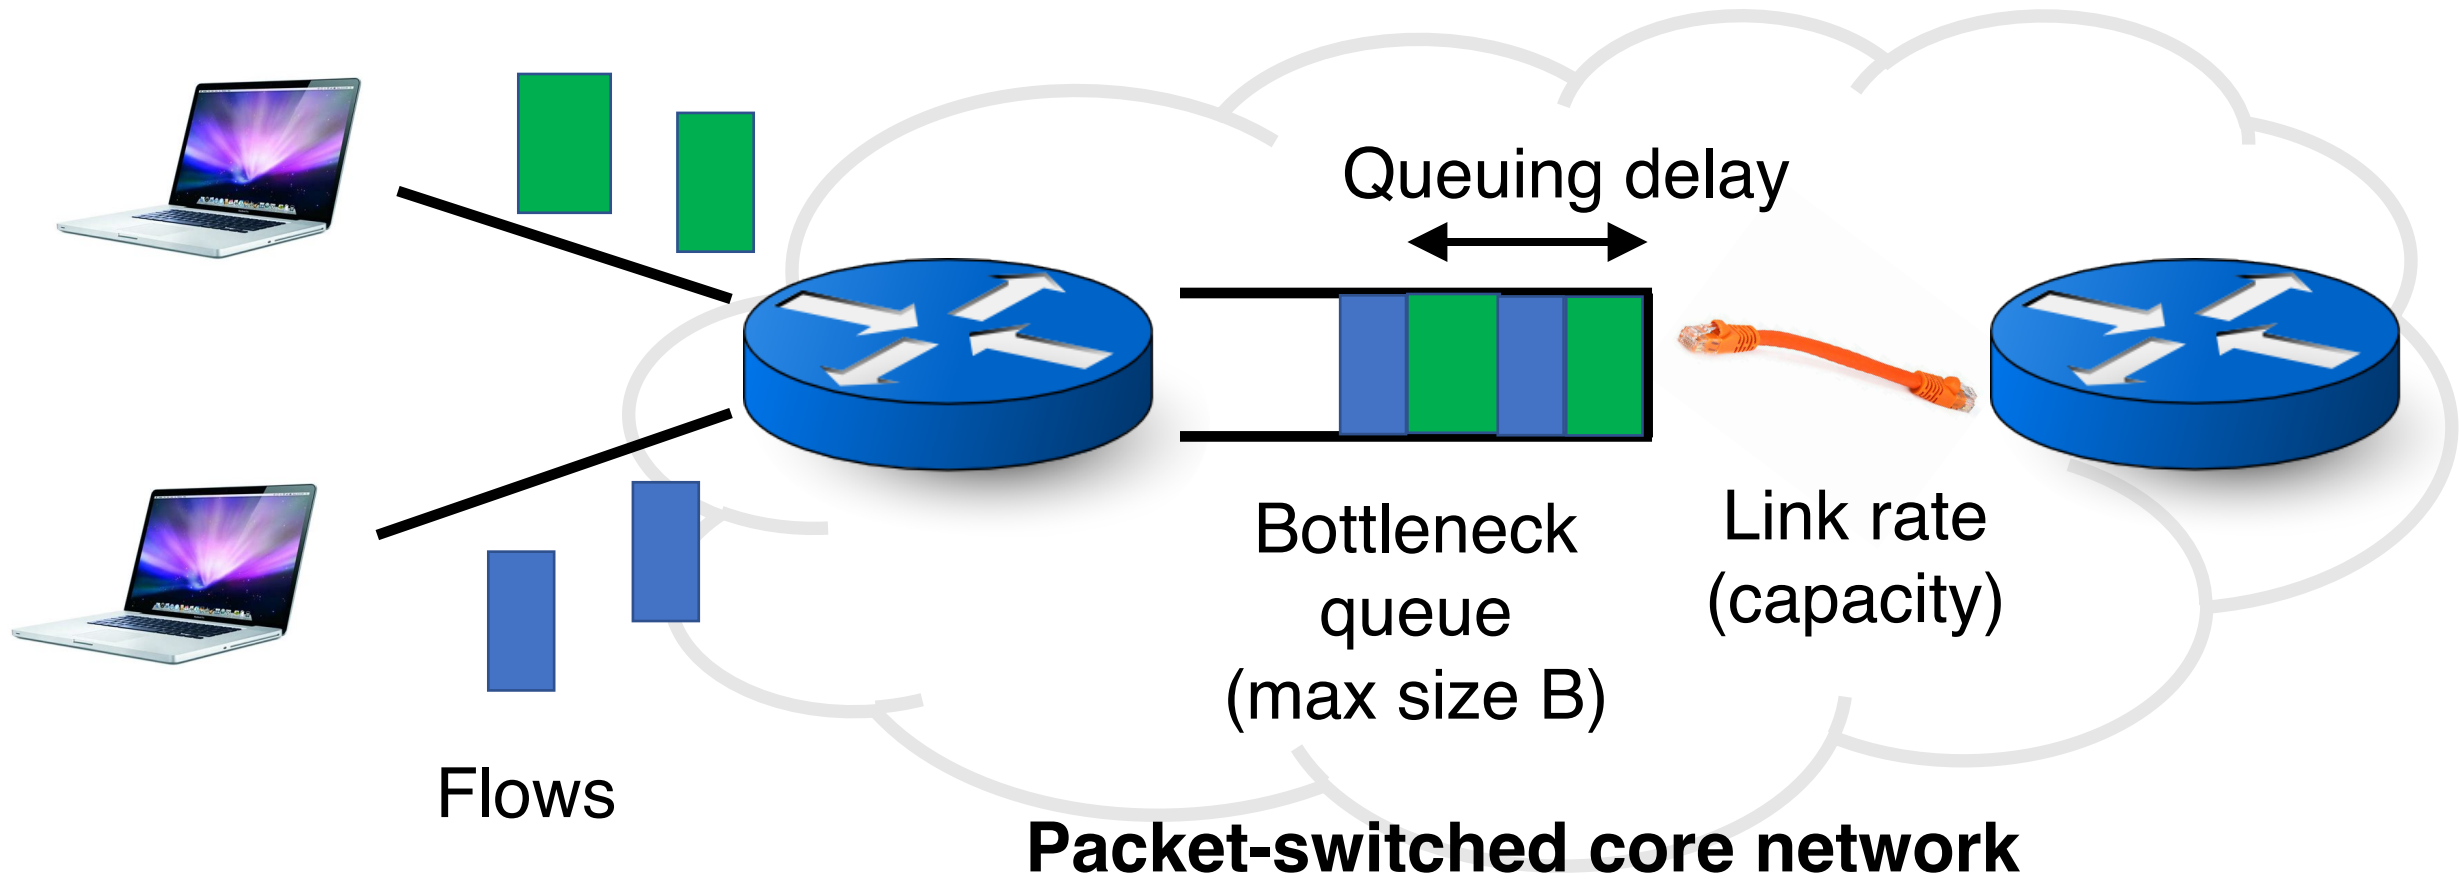 Queuing delay
Bottleneck
queue
(max size B)
Link rate
(capacity)
Flows
Packet-switched core network